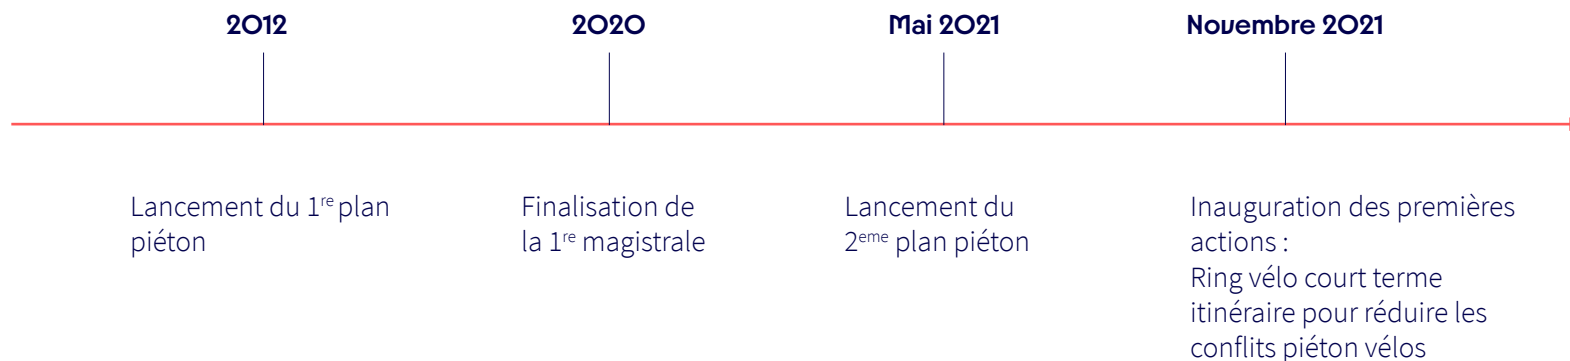 2012
2020
Mai 2021
Novembre 2021
Lancement du 1re plan
piéton
Finalisation de
la 1re magistrale
Lancement du
2eme plan piéton
Inauguration des premières
actions :
Ring vélo court terme
itinéraire pour réduire les
conflits piéton vélos